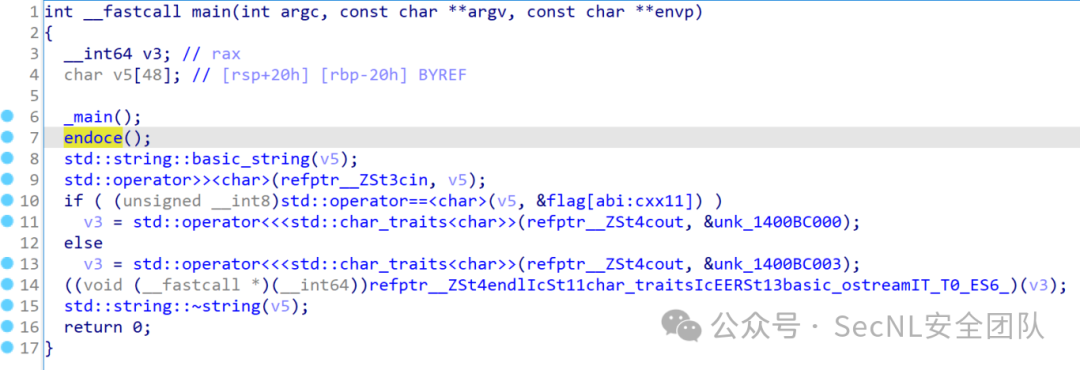 1 int __fastcall main(int argc, const char **argv, const char **envp)
2 {
3   __int64 v3; // rax
4   char v5[48]; // [rsp+20h] [rbp-20h] BYREF
5
6   _main();
7   endoce();
8   std::string::basic_string(v5);
9   std::operator>><char>(refptr__ZSt3cin, v5);
10   if ( (unsigned __int8)std::operator==<char>(v5, &flag[abi:cxx11]) )
11     v3 = std::operator<<<std::char_traits<char>>(refptr__ZSt4cout, &unk_1400BC000);
12   else
13     v3 = std::operator<<<std::char_traits<char>>(refptr__ZSt4cout, &unk_1400BC003);
14   ((void (__fastcall *)(__int64))refptr__ZSt4endlIcSt11char_traitsIcEERSt13basic_ostreamIT_T0_ES6_)(v3);
15   std::string::~string(v5);
16   return 0;
17 }
公众号 · SecNL安全团队